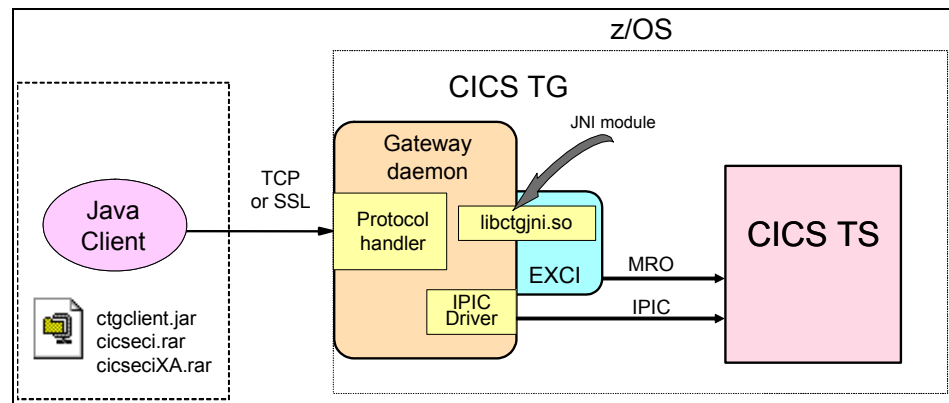 z/OS
CICS TG
JNI module
Gateway
daemon
TCP
or SSL
Java
Client
Protocol
handler
libctgjni.so
EXCI
MRO
CICS TS
IPIC
Driver
IPIC
ctgclient.jar
cicseci.rar
cicseciXA.rar